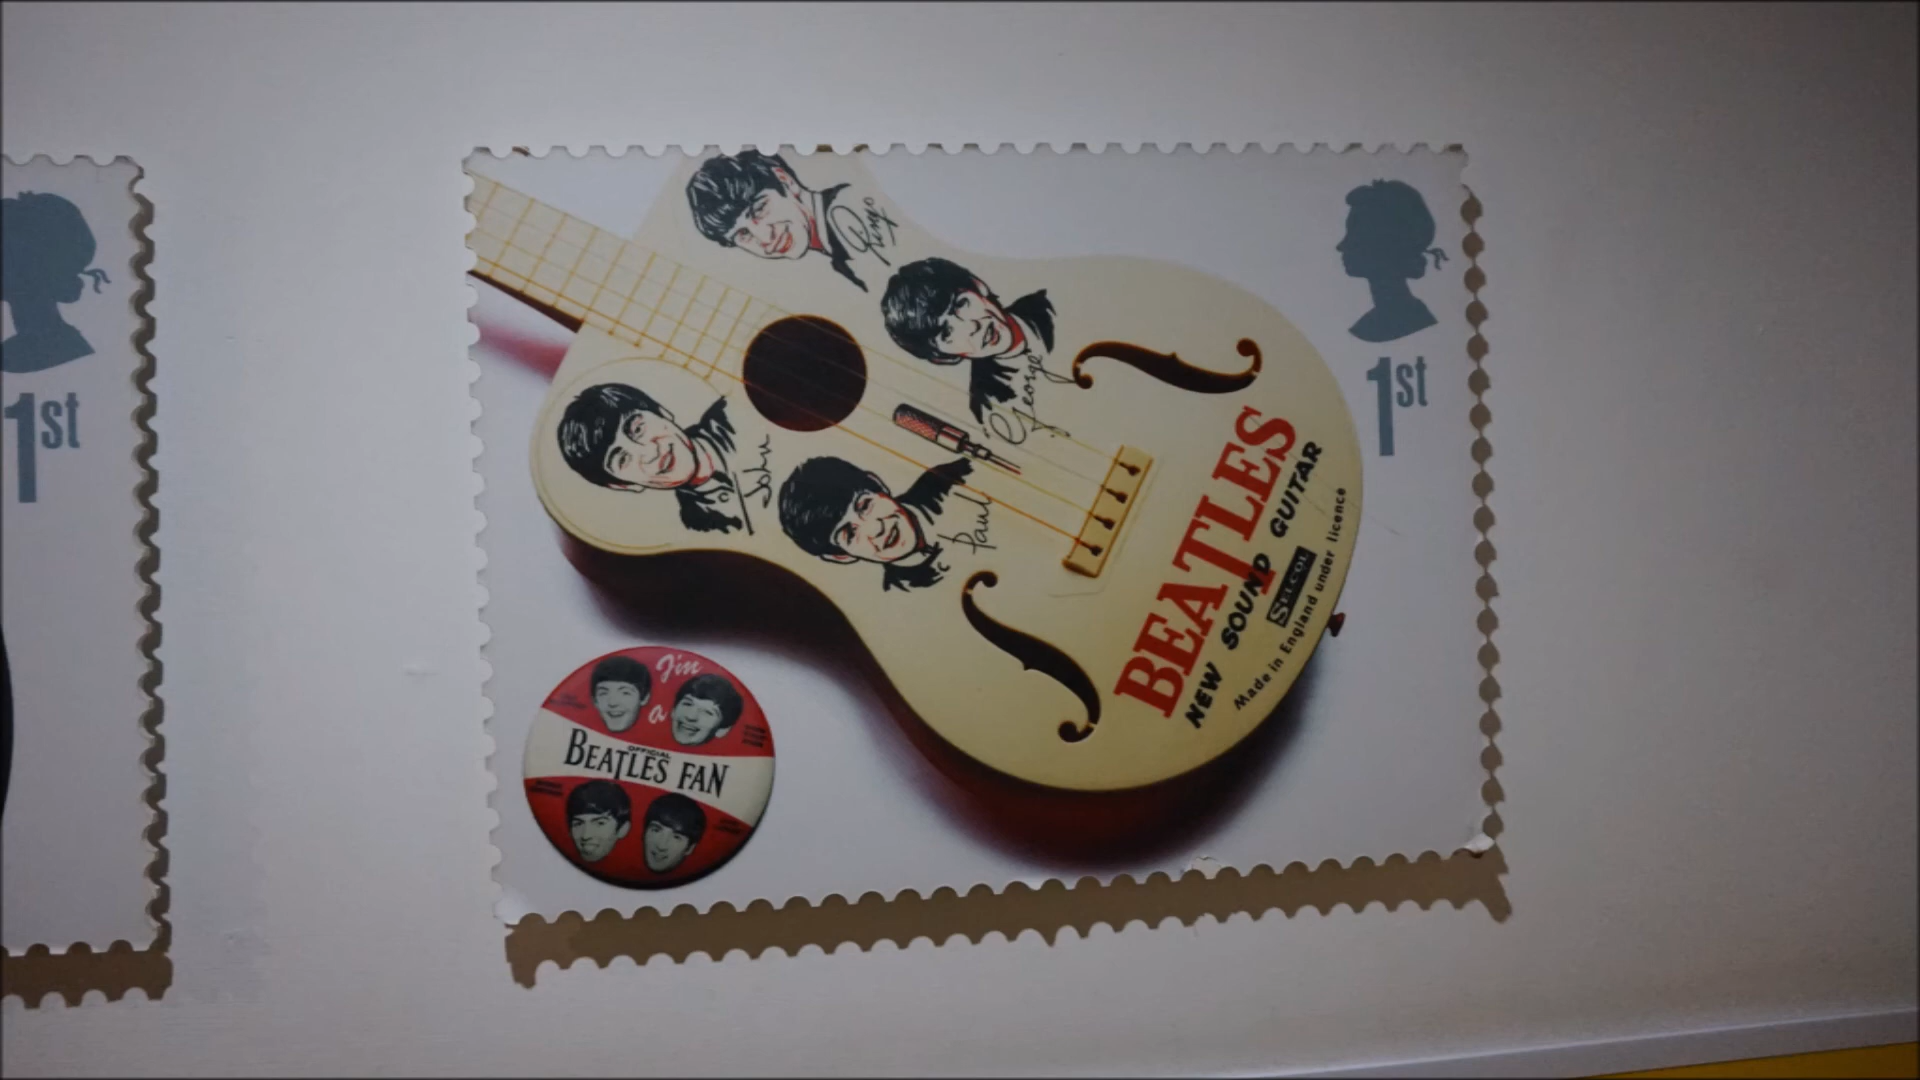 1st
Ringo
George
John
Paul
1st
BEATLES
NEW SOUND GUITAR
SELCOL
Made in England under licence
I'm
a
OFFICIAL
BEATLES FAN